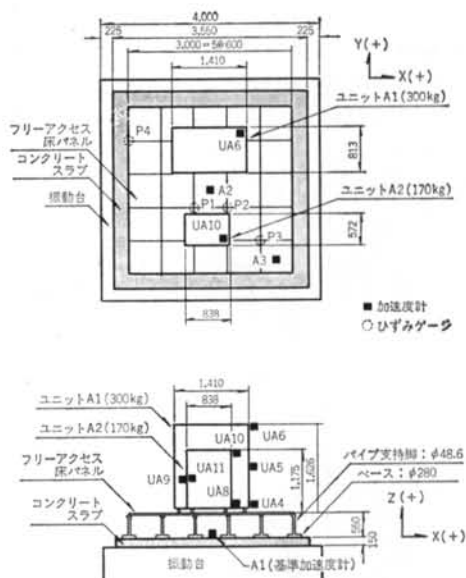 4,000
225
3,550
225
3,000=5@600
1,410
Y(+)
X(+)
ユニットA1(300kg)
フリーアクセス
床パネル
コンクリート
スラブ
振動台
P4
UA6
813
A2
ユニットA2(170kg)
P1
P2
UA10
P3
572
A3
838
■ 加速度計
○ ひずみゲージ
1,410
ユニットA1(300kg)
838
ユニットA2(170kg)
UA10
UA6
フリーアクセス
床パネル
UA9
UA11
UA5
パイプ支持脚：φ48.6
UA8
UA4
1,175
1,626
ベース：φ280
コンクリート
スラブ
Z(+)
X(+)
550
150
振動台
A1(基準加速度計)